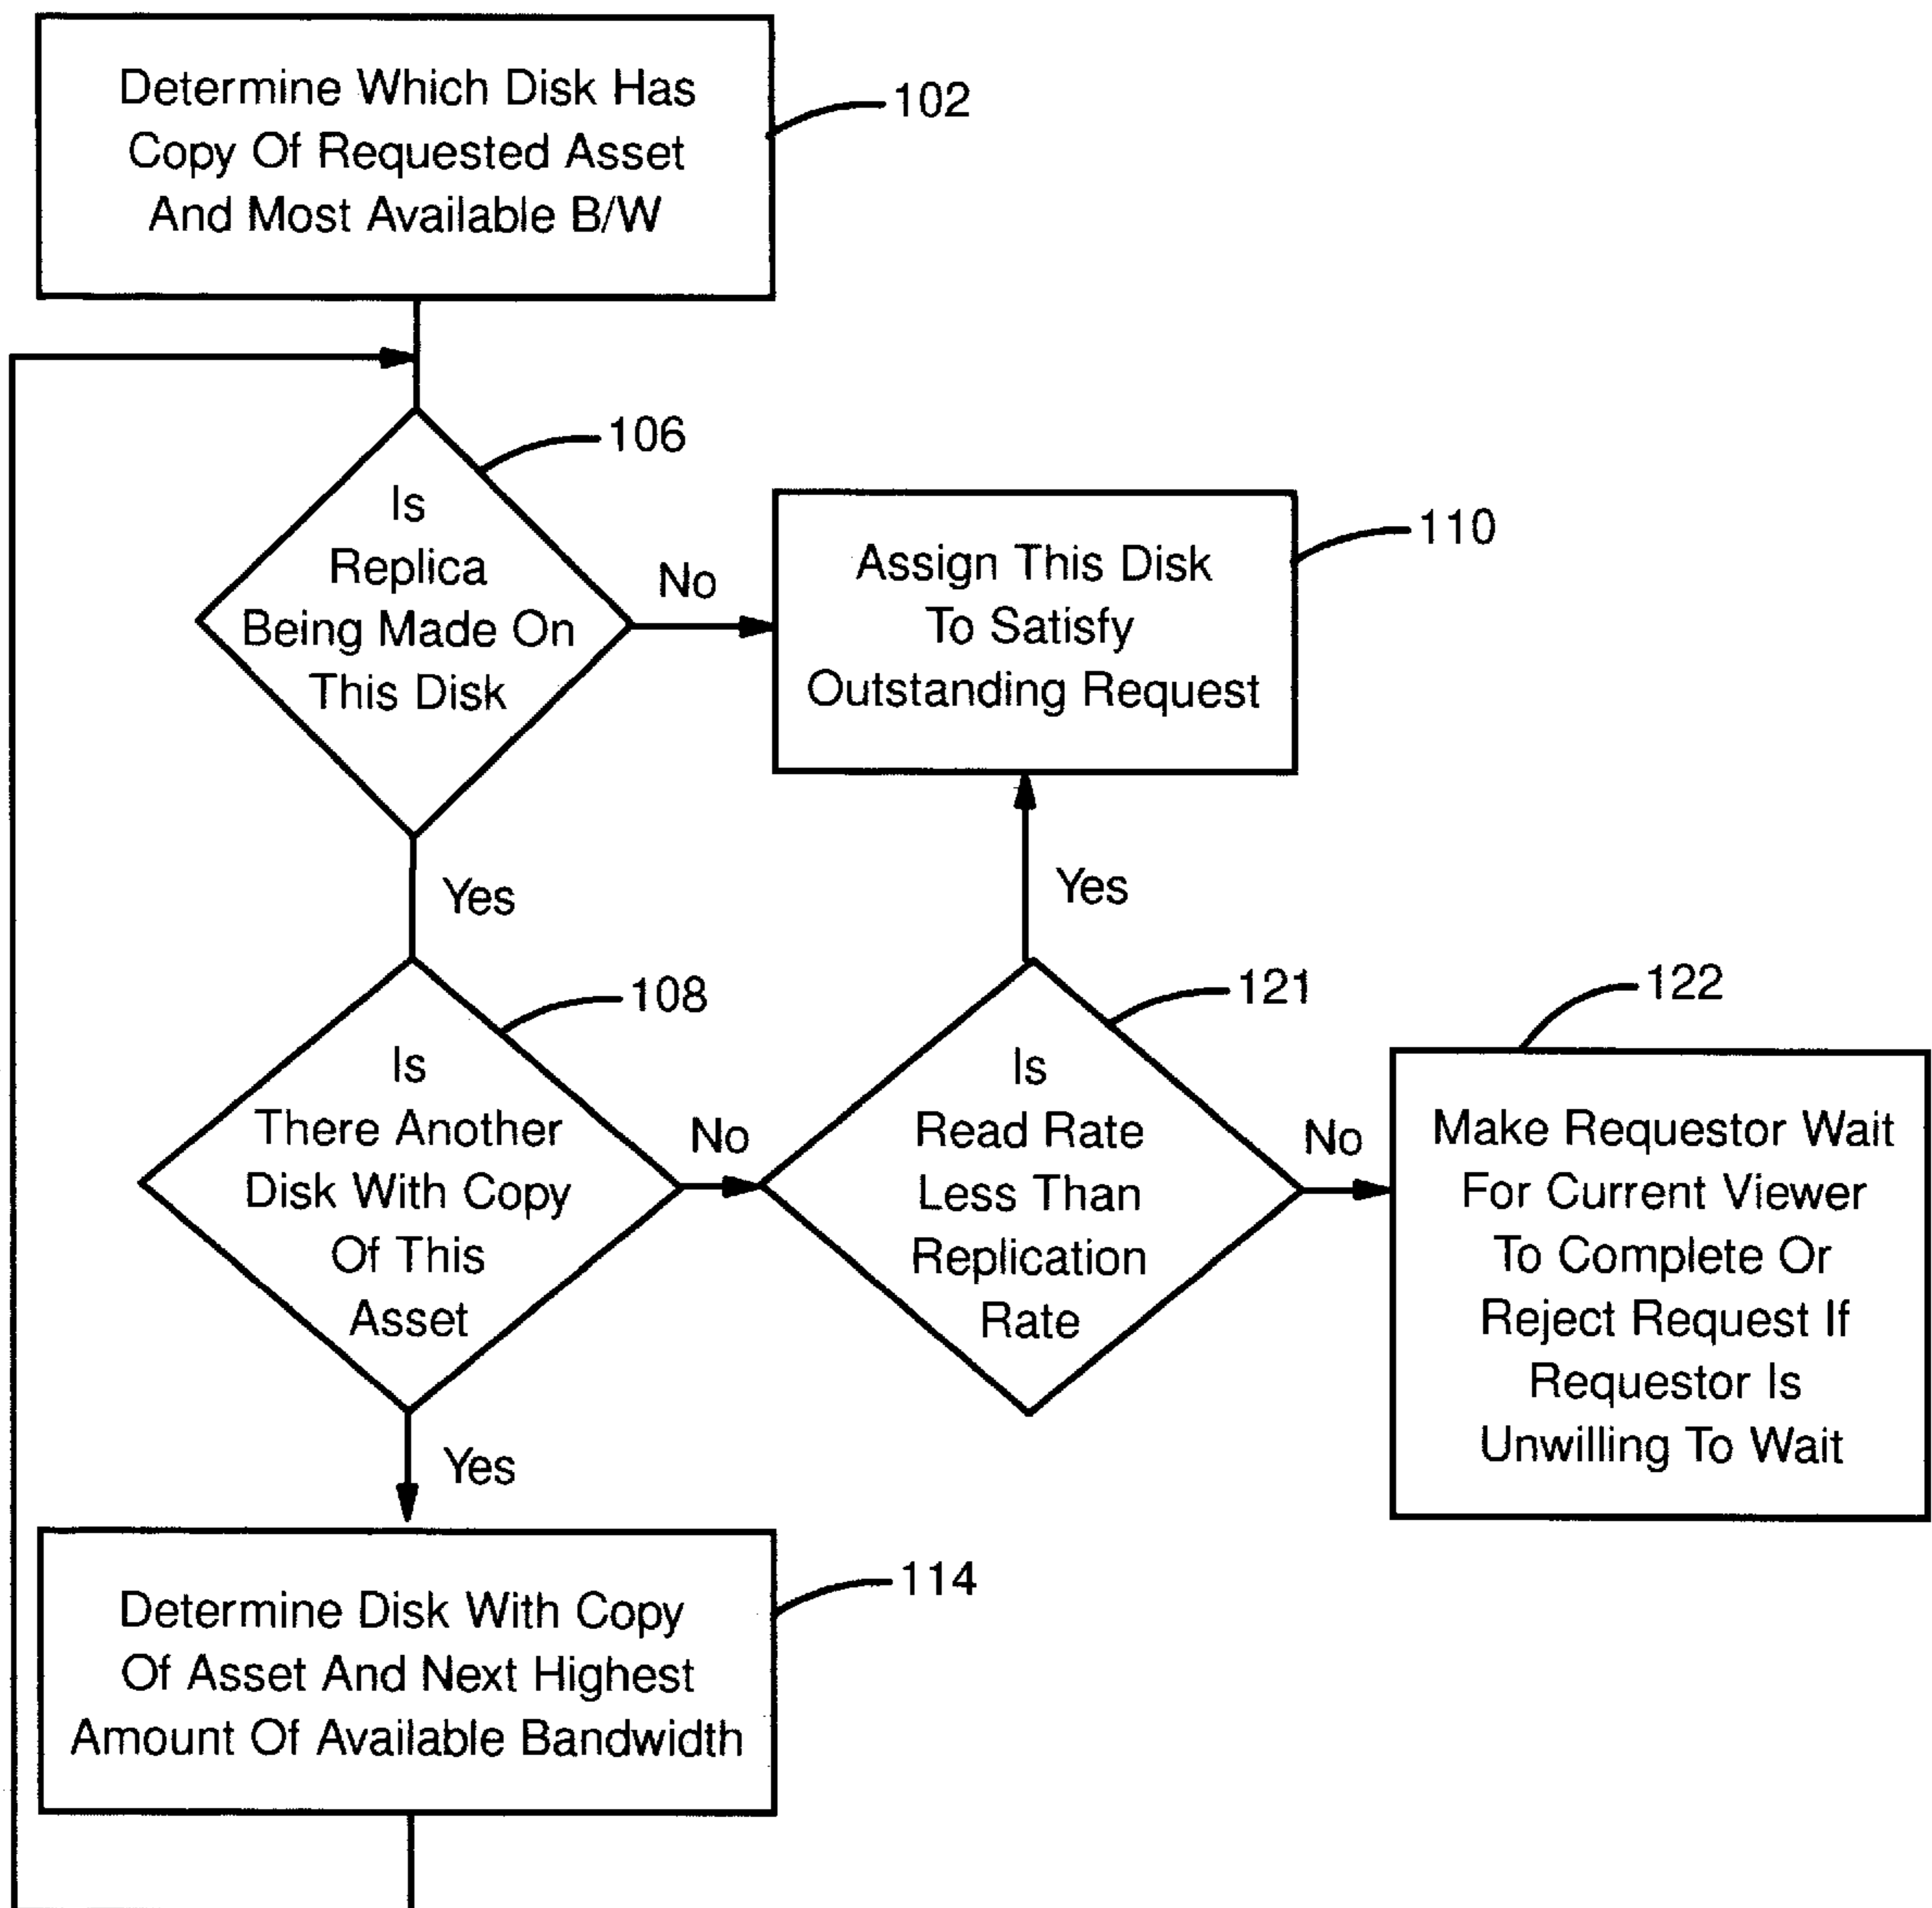 Determine Which Disk Has
Copy Of Requested Asset
And Most Available B/W
102
106
Is
Replica
Being Made On
This Disk
No
Assign This Disk
To Satisfy
Outstanding Request
110
Yes
Yes
108
Is
There Another
Disk With Copy
Of This
Asset
No
121
Is
Read Rate
Less Than
Replication
Rate
No
122
Make Requestor Wait
For Current Viewer
To Complete Or
Reject Request If
Requestor Is
Unwilling To Wait
Yes
Determine Disk With Copy
Of Asset And Next Highest
Amount Of Available Bandwidth
114